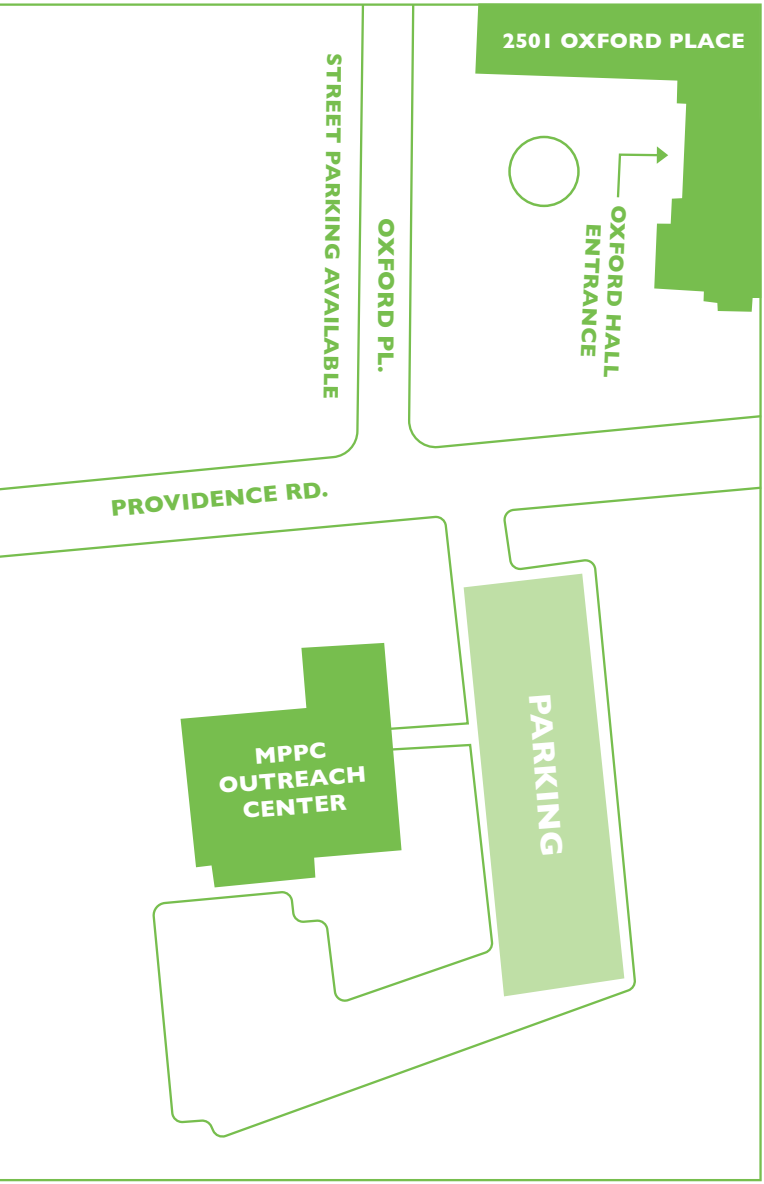 2501 OXFORD PLACE
STREET PARKING AVAILABLE
OXFORD PL.
OXFORD HALL
ENTRANCE
PROVIDENCE RD.
PARKING
MPPC
OUTREACH
CENTER